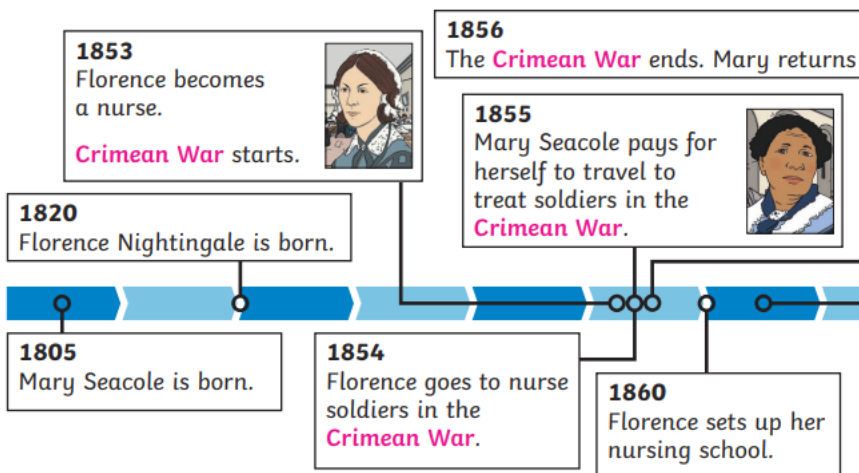 1853
Florence becomes
a nurse.
Crimean War starts.
1856
The Crimean War ends. Mary returns
1855
Mary Seacole pays for
herself to travel to
treat soldiers in the
Crimean War.
1820
Florence Nightingale is born.
1805
Mary Seacole is born.
1854
Florence goes to nurse
soldiers in the
Crimean War.
1860
Florence sets up her
nursing school.